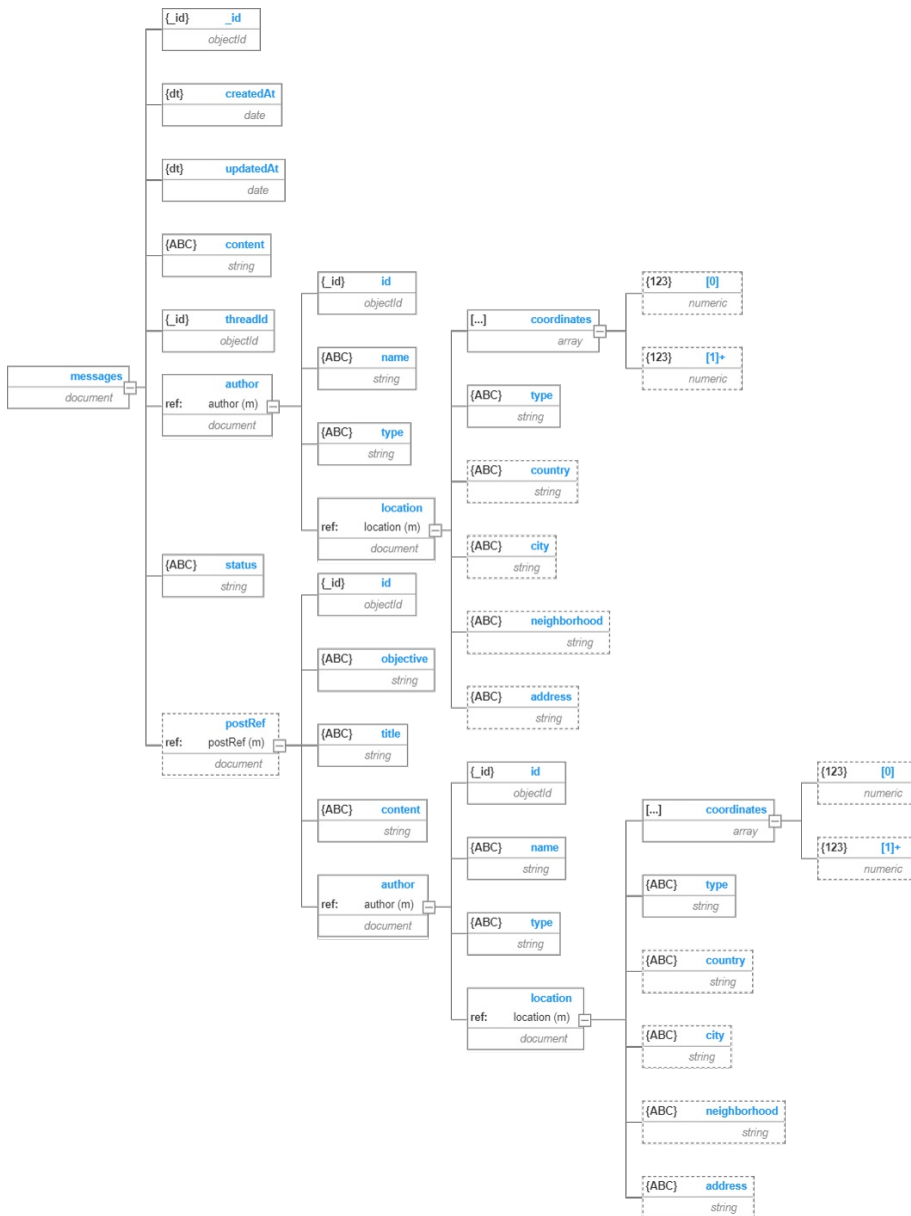 {_id} _id
objectId
{dt} createdAt
date
{dt} updatedAt
date
{ABC} content
string
{_id} threadId
objectId
messages
document
author
ref: author (m)
document
{ABC} status
string
postRef
ref: postRef (m)
document
{_id} id
objectId
{ABC} name
string
{ABC} type
string
location
ref: location (m)
document
{_id} id
objectId
{ABC} objective
string
{ABC} title
string
{ABC} content
string
author
ref: author (m)
document
[...] coordinates
array
{ABC} type
string
{ABC} country
string
{ABC} city
string
{ABC} neighborhood
string
{ABC} address
string
{123} [0]
numeric
{123} [1]+
numeric
{_id} id
objectId
{ABC} name
string
{ABC} type
string
location
ref: location (m)
document
[...] coordinates
array
{ABC} type
string
{ABC} country
string
{ABC} city
string
{ABC} neighborhood
string
{ABC} address
string
{123} [0]
numeric
{123} [1]+
numeric